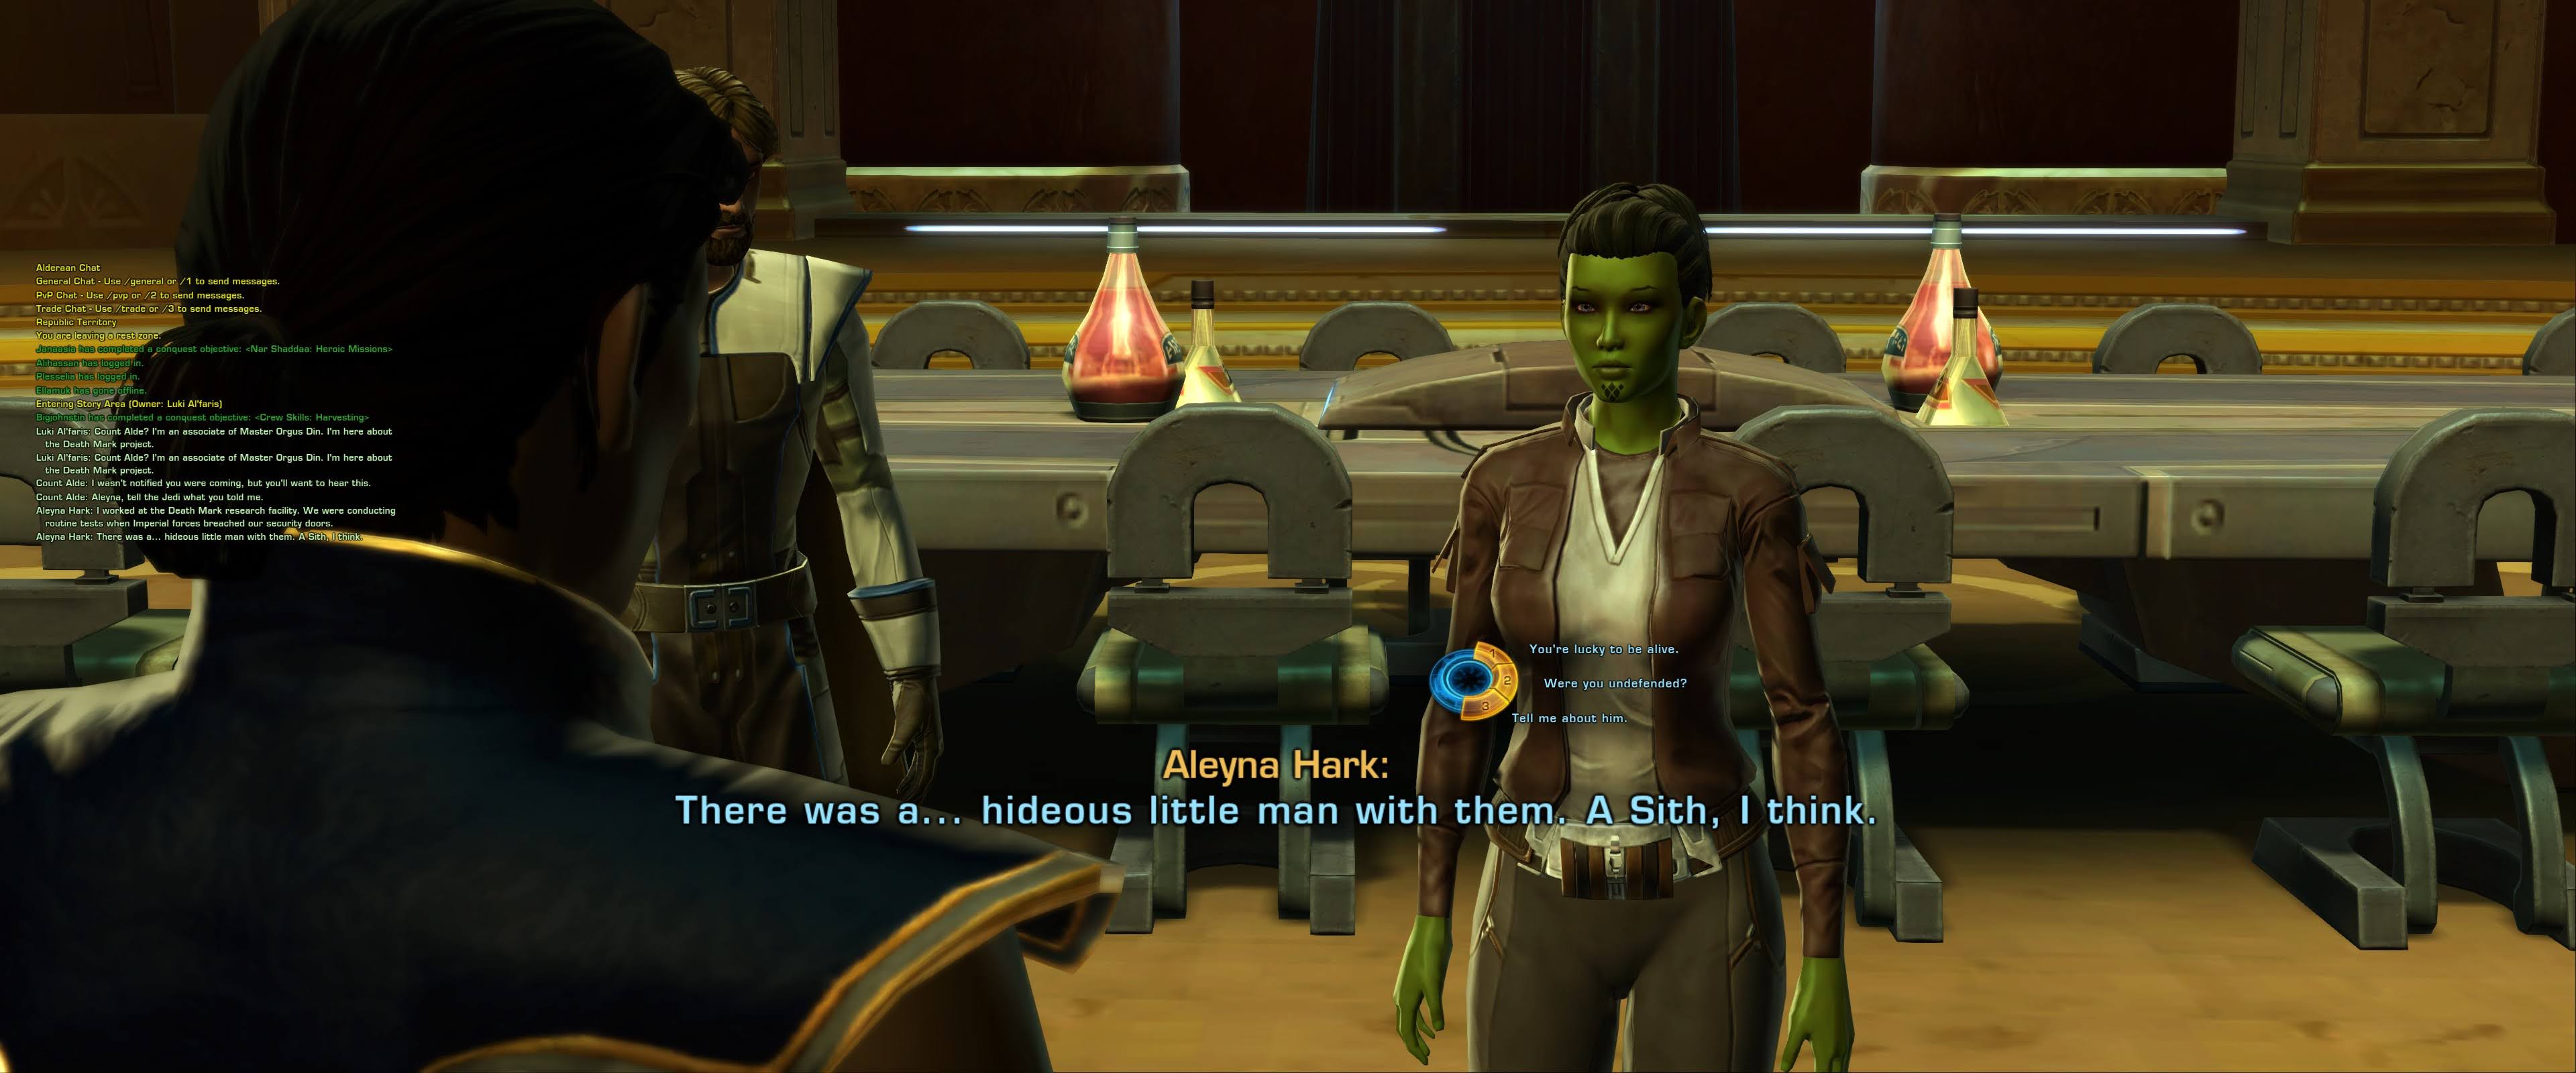 Alderaan Chat
General Chat - Use /general or /1 to send messages.
PvP Chat - Use /pvp or /2 to send messages.
Trade Chat - Use /trade or /3 to send messages.
Republic Territory
You are leaving a rest zone.
Janassia has completed a conquest objective: <Nar Shaddaa: Heroic Missions>
Alihassan has logged in.
Plesselia has logged in.
Ellamuk has gone offline.
Entering Story Area (Owner: Luki Al'faris)
Bigjohnstin has completed a conquest objective: <Crew Skills: Harvesting>
Luki Al'faris: Count Alde? I'm an associate of Master Orgus Din. I'm here about
the Death Mark project.
Luki Al'faris: Count Alde? I'm an associate of Master Orgus Din. I'm here about
the Death Mark project.
Count Alde: I wasn't notified you were coming, but you'll want to hear this.
Count Alde: Aleyna, tell the Jedi what you told me.
Aleyna Hark: I worked at the Death Mark research facility. We were conducting
routine tests when Imperial forces breached our security doors.
Aleyna Hark: There was a... hideous little man with them. A Sith, I think.
1 You're lucky to be alive.
2 Were you undefended?
3 Tell me about him.
Aleyna Hark:
There was a... hideous little man with them. A Sith, I think.